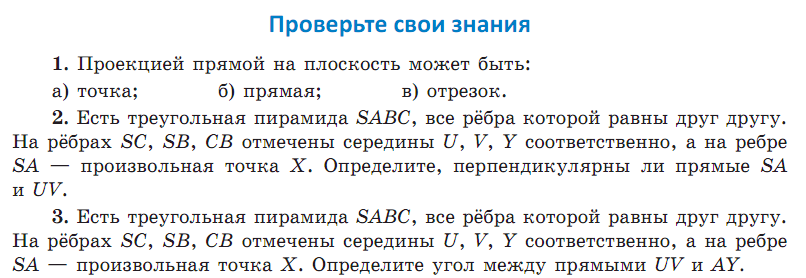 Проверьте свои знания
1. Проекцией прямой на плоскость может быть:
а) точка; б) прямая; в) отрезок.
2. Есть треугольная пирамида SABC, все рёбра которой равны друг другу.
На рёбрах SC, SB, CB отмечены середины U, V, Y соответственно, а на ребре
SA — произвольная точка X. Определите, перпендикулярны ли прямые SA
и UV.
3. Есть треугольная пирамида SABC, все рёбра которой равны друг другу.
На рёбрах SC, SB, CB отмечены середины U, V, Y соответственно, а на ребре
SA — произвольная точка X. Определите угол между прямыми UV и AY.